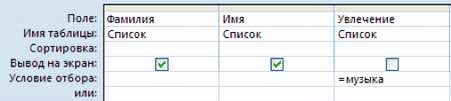 Поле: Фамилия Имя Увлечение
Имя таблицы: Список Список Список
Сортировка:
Вывод на экран:
Условие отбора: =музыка
или: